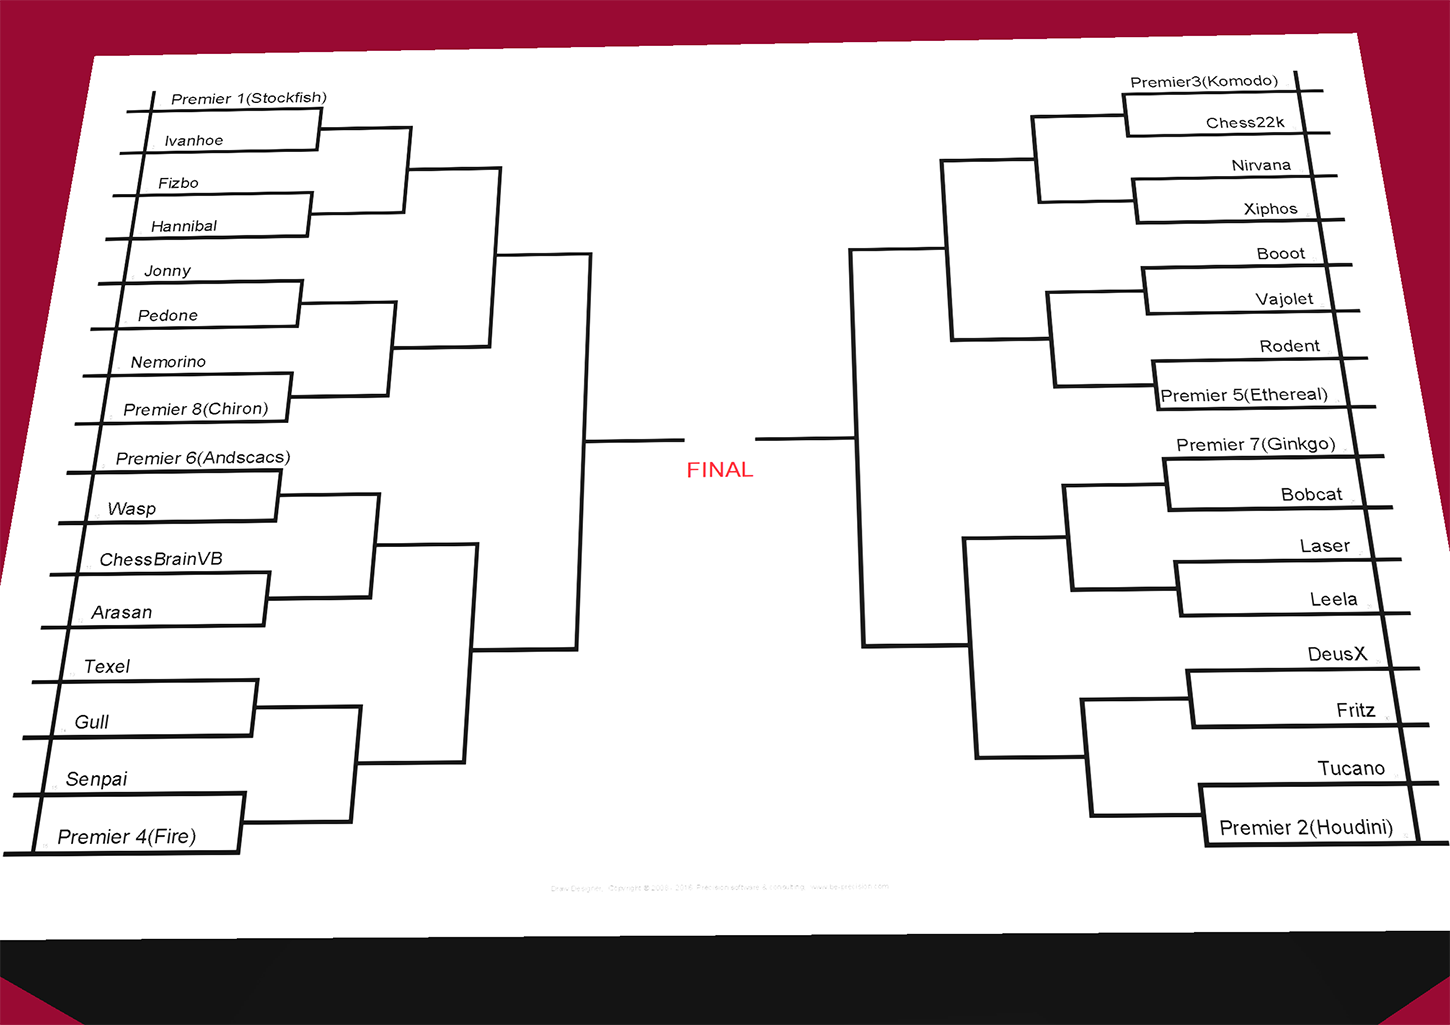 Premier 1(Stockfish)
Ivanhoe
Fizbo
Hannibal
Jonny
Pedone
Nemorino
Premier 8(Chiron)
Premier 6(Andscacs)
Wasp
ChessBrainVB
Arasan
Texel
Gull
Senpai
Premier 4(Fire)
FINAL
Premier3(Komodo)
Chess22k
Nirvana
Xiphos
Booot
Vajolet
Rodent
Premier 5(Ethereal)
Premier 7(Ginkgo)
Bobcat
Laser
Leela
DeusX
Fritz
Tucano
Premier 2(Houdini)